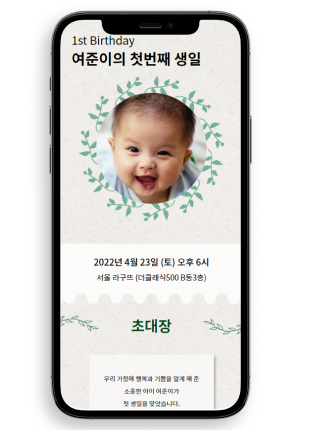 1st Birthday
여준이의 첫번째 생일
2022년 4월 23일 (토) 오후 6시
서울 라구뜨 (더클래식500 B동3층)
초대장
우리 가정에 행복과 기쁨을 알게 해 준
소중한 아이 여준이가
첫 생일을 맞았습니다.